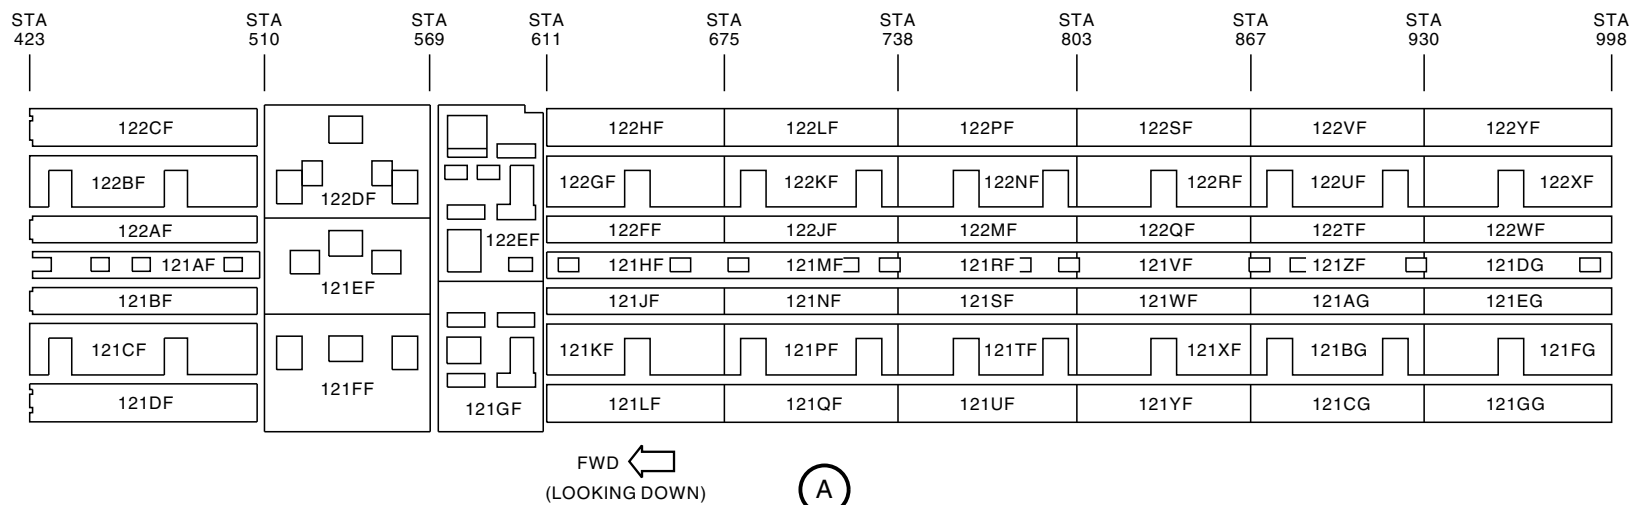 STA STA STA STA STA STA STA STA STA STA
423 510 569 611 675 738 803 867 930 998
122CF 122HF 122LF 122PF 122SF 122VF 122YF
122BF 122DF 122GF 122KF 122NF 122RF 122UF 122XF
122AF 122EF 122FF 122JF 122MF 122QF 122TF 122WF
121AF 121EF 121HF 121MF 121RF 121VF 121ZF 121DG
121BF 121JF 121NF 121SF 121WF 121AG 121EG
121CF 121FF 121KF 121PF 121TF 121XF 121BG 121FG
121DF 121GF 121LF 121QF 121UF 121YF 121CG 121GG
FWD
(LOOKING DOWN)
A